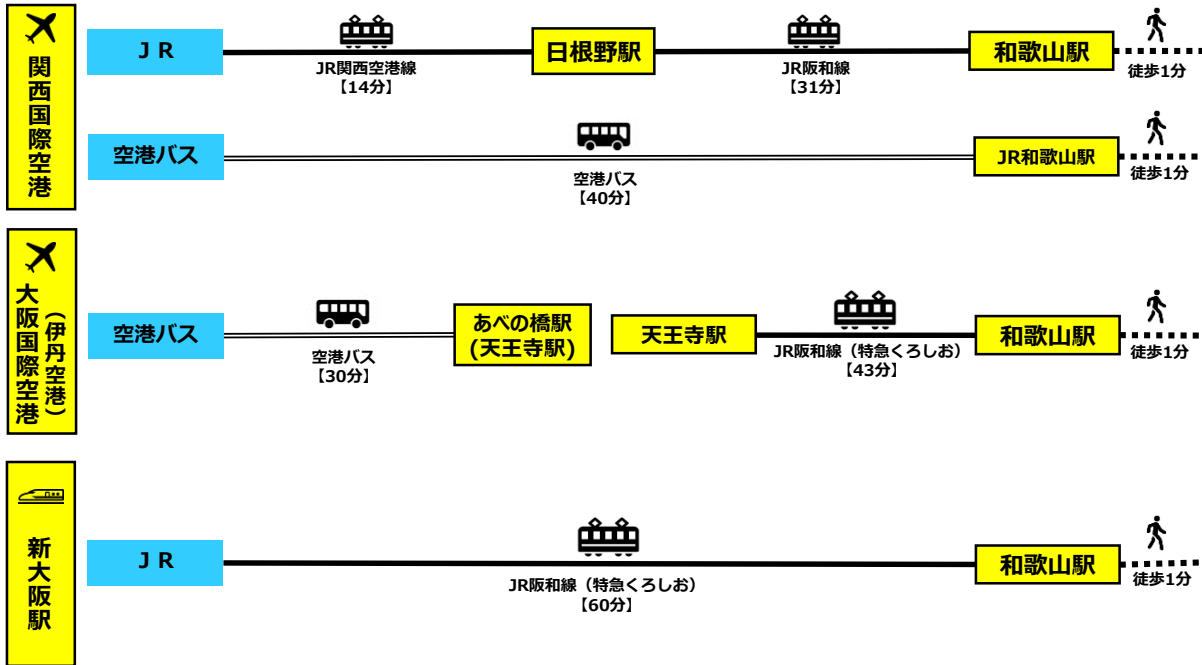 関西国際空港
J R
JR関西空港線
【14分】
日根野駅
JR阪和線
【31分】
和歌山駅
徒歩1分
空港バス
空港バス
【40分】
JR和歌山駅
徒歩1分
大阪国際空港
（伊丹空港）
空港バス
空港バス
【30分】
あべの橋駅
(天王寺駅)
天王寺駅
JR阪和線（特急くろしお）
【43分】
和歌山駅
徒歩1分
新大阪駅
J R
JR阪和線（特急くろしお）
【60分】
和歌山駅
徒歩1分